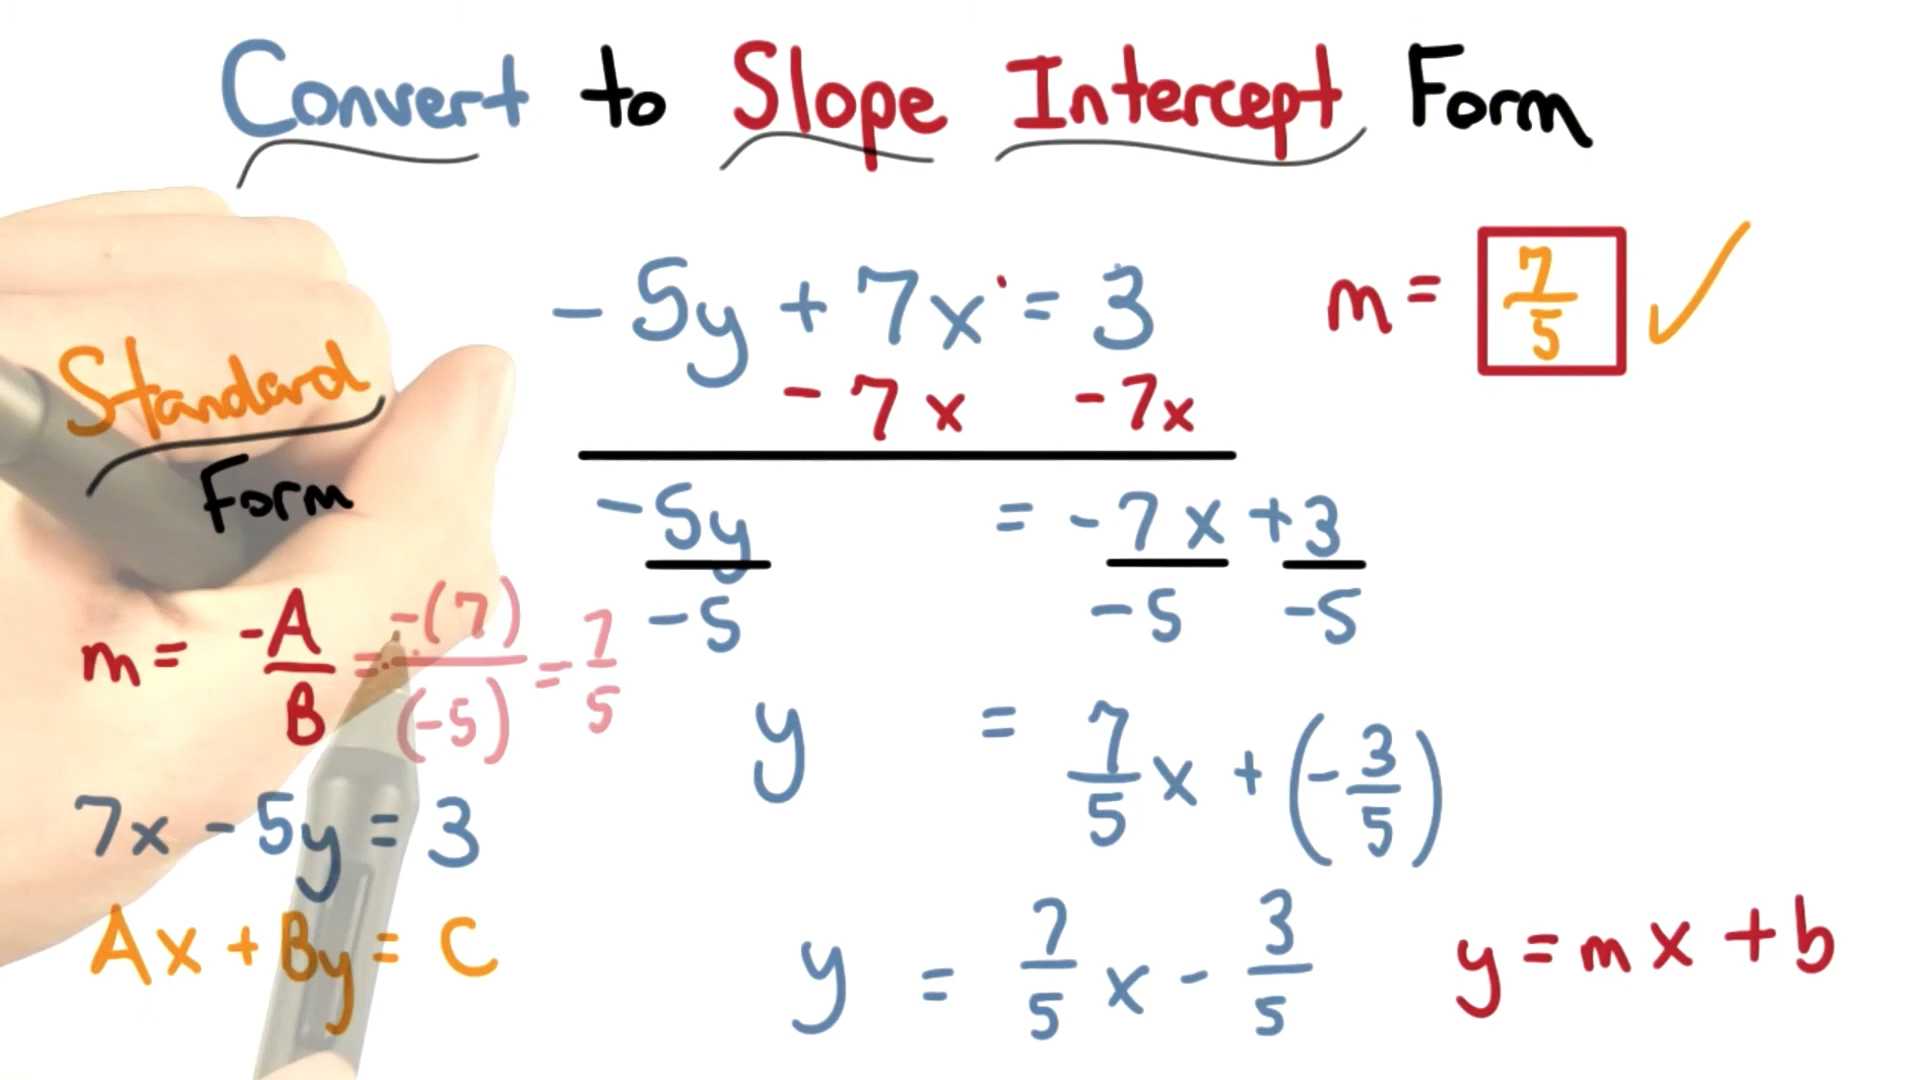 Convert to Slope Intercept Form
-5y + 7x = 3
-7x -7x
-5y = -7x +3
-5 -5 -5
y = 7/5 x + (-3/5)
y = 7/5 x - 3/5
m = 7/5 ✓
y = mx + b
Standard
Form
m = -A/B = -(7)/(-5) = 7/5
7x - 5y = 3
Ax + By = C